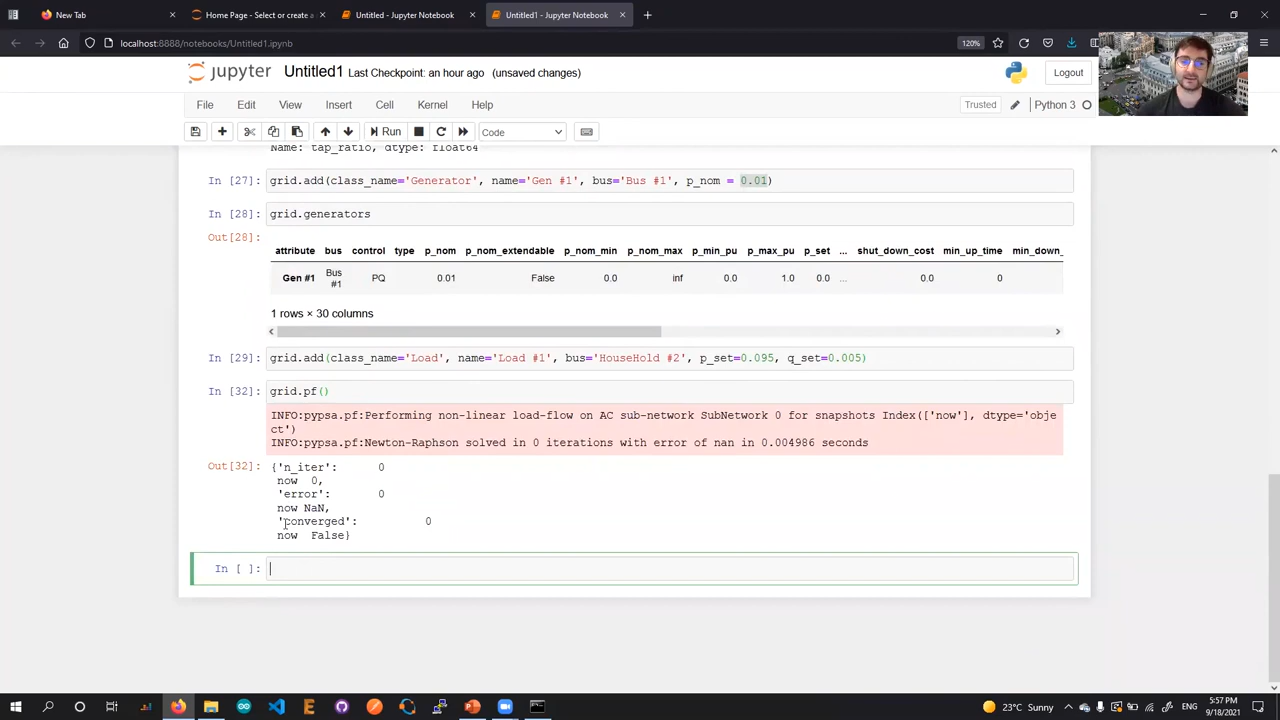 New Tab
Home Page - Select or create a
Untitled - Jupyter Notebook
Untitled1 - Jupyter Notebook
localhost:8888/notebooks/Untitled1.ipynb
120%
jupyter Untitled1 Last Checkpoint: an hour ago (unsaved changes)
Logout
File Edit View Insert Cell Kernel Help
Trusted
Python 3
Run
Code
Name: tap_ratio, dtype: float64
In [27]: grid.add(class_name='Generator', name='Gen #1', bus='Bus #1', p_nom = 0.01)
In [28]: grid.generators
Out[28]:
attribute bus control type p_nom p_nom_extendable p_nom_min p_nom_max p_min_pu p_max_pu p_set ... shut_down_cost min_up_time min_down_
Gen #1 Bus #1 PQ 0.01 False 0.0 inf 0.0 1.0 0.0 ... 0.0 0
1 rows × 30 columns
In [29]: grid.add(class_name='Load', name='Load #1', bus='HouseHold #2', p_set=0.095, q_set=0.005)
In [32]: grid.pf()
INFO:pypsa.pf:Performing non-linear load-flow on AC sub-network SubNetwork 0 for snapshots Index(['now'], dtype='obje
ct')
INFO:pypsa.pf:Newton-Raphson solved in 0 iterations with error of nan in 0.004986 seconds
Out[32]: {'n_iter': 0
now 0,
'error': 0
now NaN,
'converged': 0
now False}
In [ ]:
23°C Sunny
ENG
5:57 PM
9/18/2021